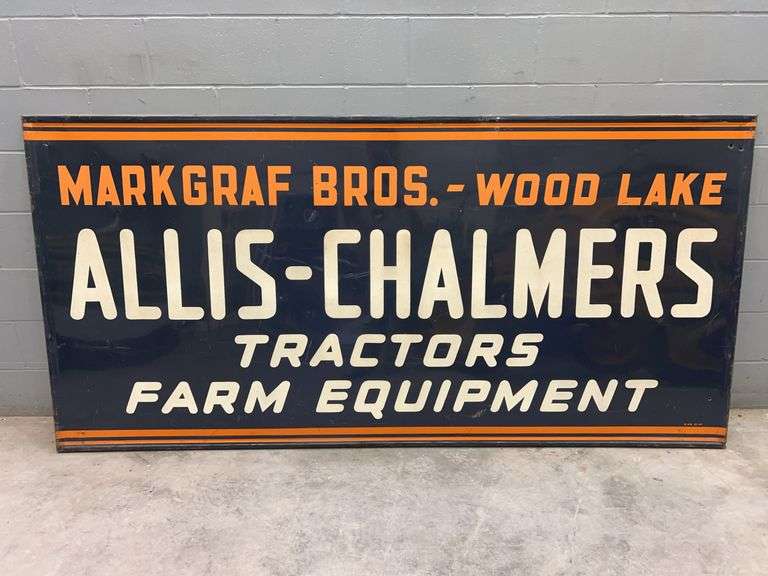 MARKGRAF BROS. - WOOD LAKE
ALLIS-CHALMERS
TRACTORS
FARM EQUIPMENT